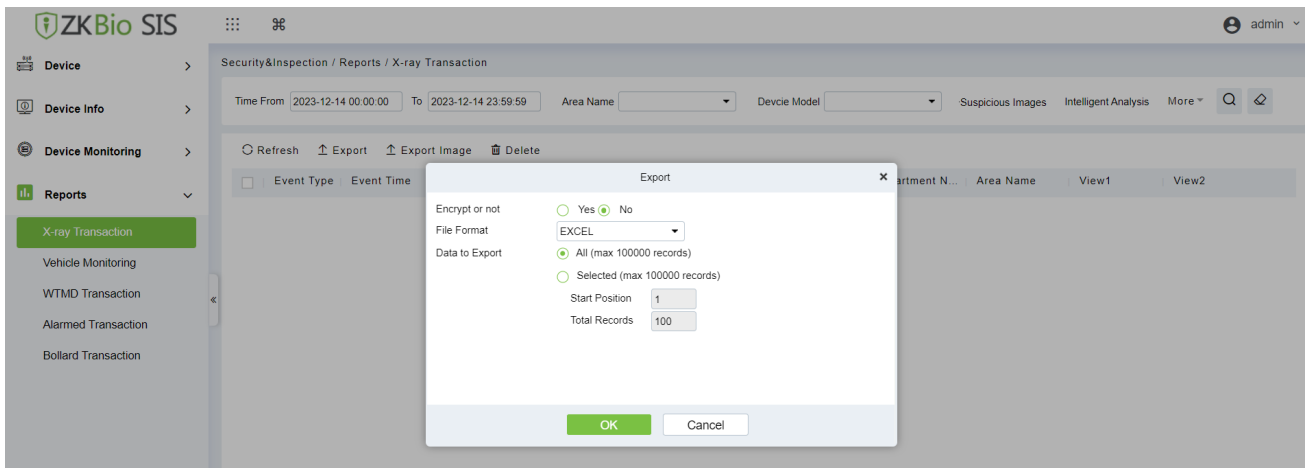 ZKBio SIS
admin
Device
Device Info
Device Monitoring
Reports
X-ray Transaction
Vehicle Monitoring
WTMD Transaction
Alarmed Transaction
Bollard Transaction
Security&Inspection / Reports / X-ray Transaction
Time From 2023-12-14 00:00:00 To 2023-12-14 23:59:59 Area Name Devcie Model Suspicious Images Intelligent Analysis More
Refresh Export Export Image Delete
Event Type Event Time artment N... Area Name View1 View2
Export
Encrypt or not Yes No
File Format EXCEL
Data to Export All (max 100000 records)
Selected (max 100000 records)
Start Position 1
Total Records 100
OK Cancel